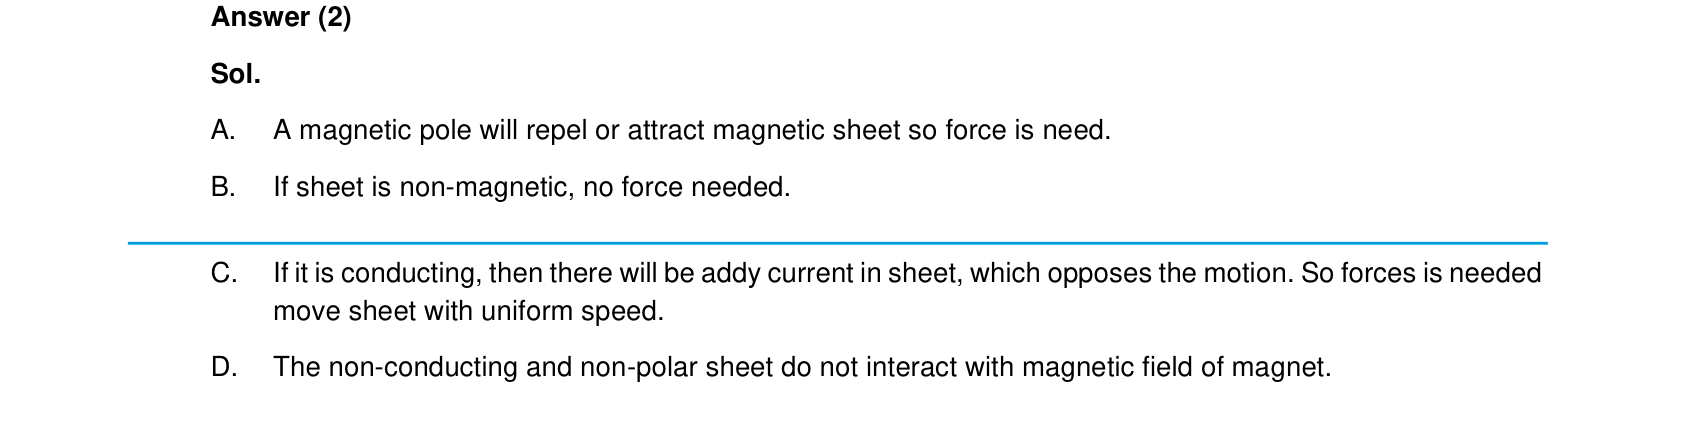 Answer (2)
Sol.
A. A magnetic pole will repel or attract magnetic sheet so force is need.
B. If sheet is non-magnetic, no force needed.
C. If it is conducting, then there will be addy current in sheet, which opposes the motion. So forces is needed
move sheet with uniform speed.
D. The non-conducting and non-polar sheet do not interact with magnetic field of magnet.